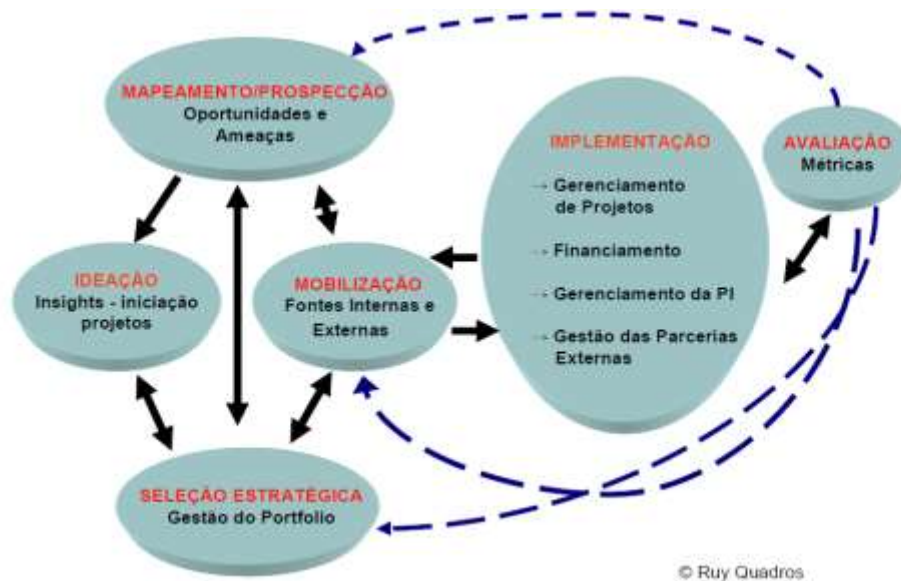 MAPEAMENTO/PROSPECÇÃO
Oportunidades e
Ameaças
IDEAÇÃO
Insights - iniciação
projetos
MOBILIZAÇÃO
Fontes Internas e
Externas
SELEÇÃO ESTRATÉGICA
Gestão do Portfolio
IMPLEMENTAÇÃO
→ Gerenciamento
de Projetos
→ Financiamento
→ Gerenciamento da PI
→ Gestão das Parcerias
Externas
AVALIAÇÃO
Métricas
© Ruy Quadros